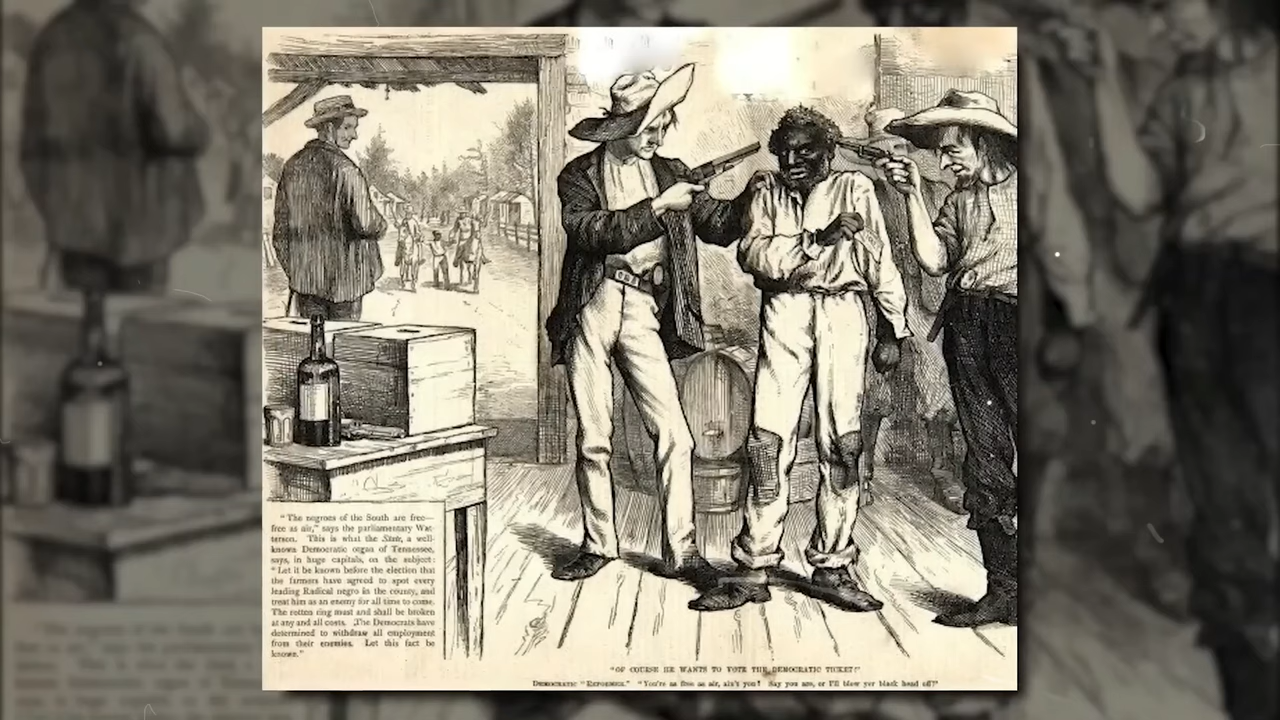 "The negroes of the South are free—
free as air," says the parliamentary Wat-
terson. This is what the State, a well-
known Democratic organ of Tennessee,
says, in huge capitals, on the subject:
"Let it be known before the election that
the farmers have agreed to spot every
leading Radical negro in the county, and
treat him as an enemy for all time to come.
The rotten ring must and shall be broken
at any and all costs. The Democrats have
determined to withdraw all employment
from their enemies. Let this fact be
known."
"OF COURSE HE WANTS TO VOTE THE DEMOCRATIC TICKET!"
DEMOCRATIC "REFORMER." "You're as free as air, ain't you? Say you are, or I'll blow yer black head off!"